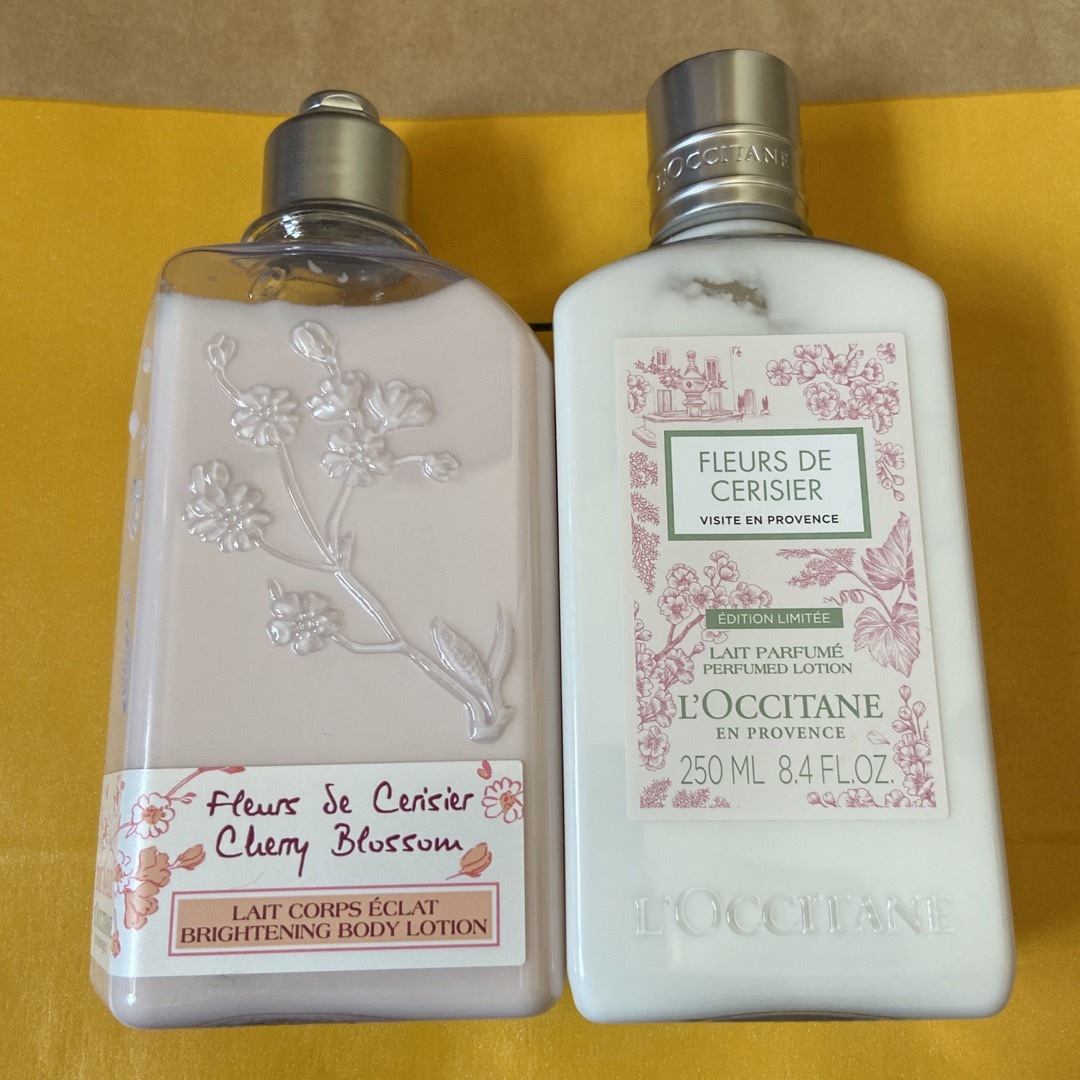 Fleurs de Cerisier
Cherry Blossom
LAIT CORPS ÉCLAT
BRIGHTENING BODY LOTION
L'OCCITANE
FLEURS DE
CERISIER
VISITE EN PROVENCE
ÉDITION LIMITÉE
LAIT PARFUMÉ
PERFUMED LOTION
L'OCCITANE
EN PROVENCE
250 ML 8.4 FL.OZ.
L'OCCITANE